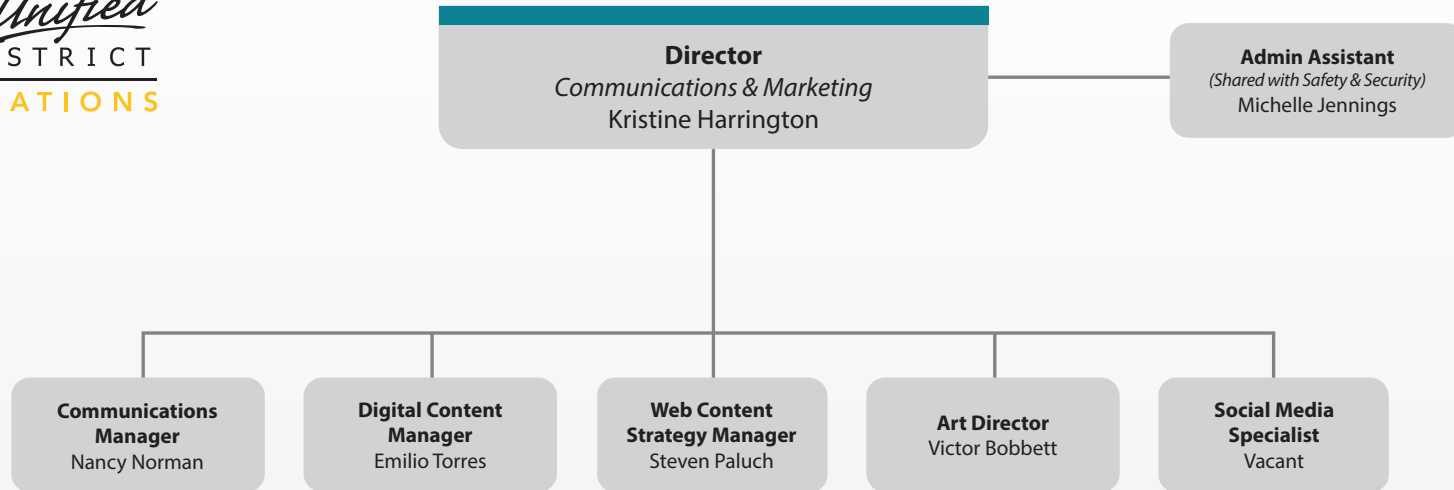 Unified
STRICT
ATIONS
Director
Communications & Marketing
Kristine Harrington
Admin Assistant
(Shared with Safety & Security)
Michelle Jennings
Communications
Manager
Nancy Norman
Digital Content
Manager
Emilio Torres
Web Content
Strategy Manager
Steven Paluch
Art Director
Victor Bobbett
Social Media
Specialist
Vacant